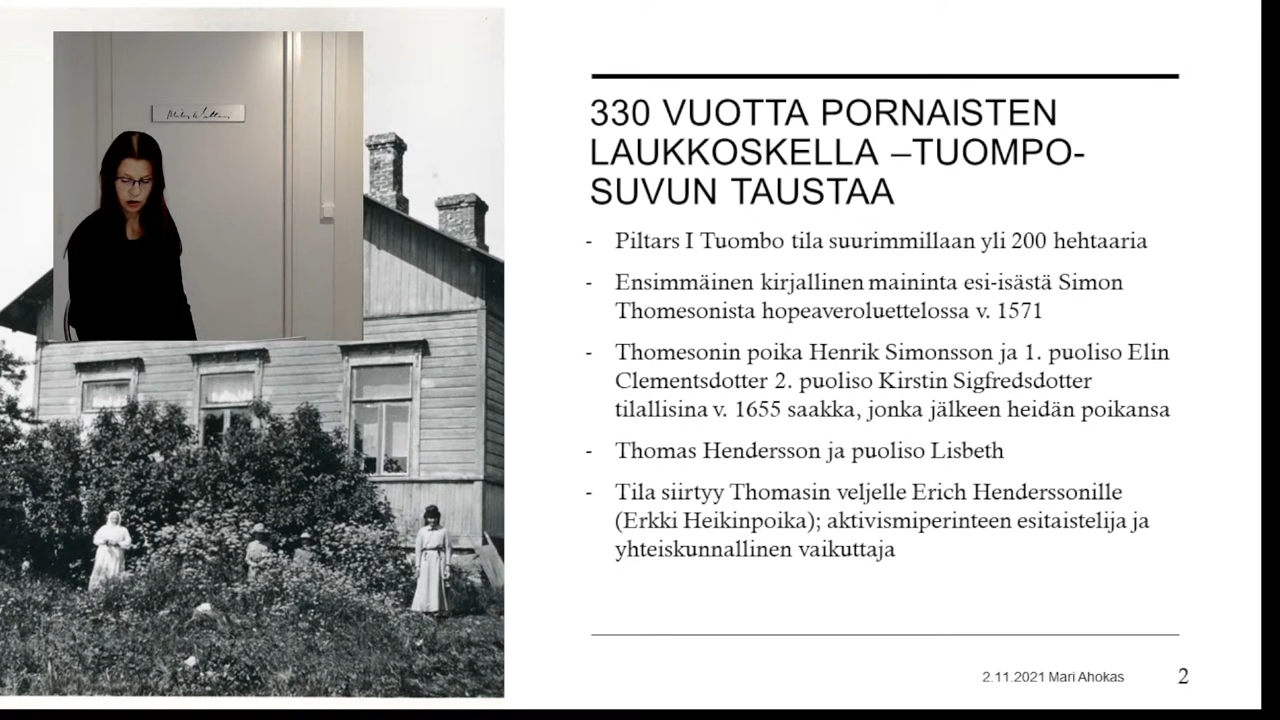 330 VUOTTA PORNAISTEN
LAUKKOSKELLA –TUOMPO-
SUVUN TAUSTAA
- Piltars I Tuombo tila suurimmillaan yli 200 hehtaaria
- Ensimmäinen kirjallinen maininta esi-isästä Simon
Thomesonista hopeaveroluettelossa v. 1571
- Thomesonin poika Henrik Simonsson ja 1. puoliso Elin
Clementsdotter 2. puoliso Kirstin Sigfredsdotter
tilallisina v. 1655 saakka, jonka jälkeen heidän poikansa
- Thomas Hendersson ja puoliso Lisbeth
- Tila siirtyy Thomasin veljelle Erich Henderssonille
(Erkki Heikinpoika); aktivismiperinteen esitaistelija ja
yhteiskunnallinen vaikuttaja
2.11.2021 Mari Ahokas 2